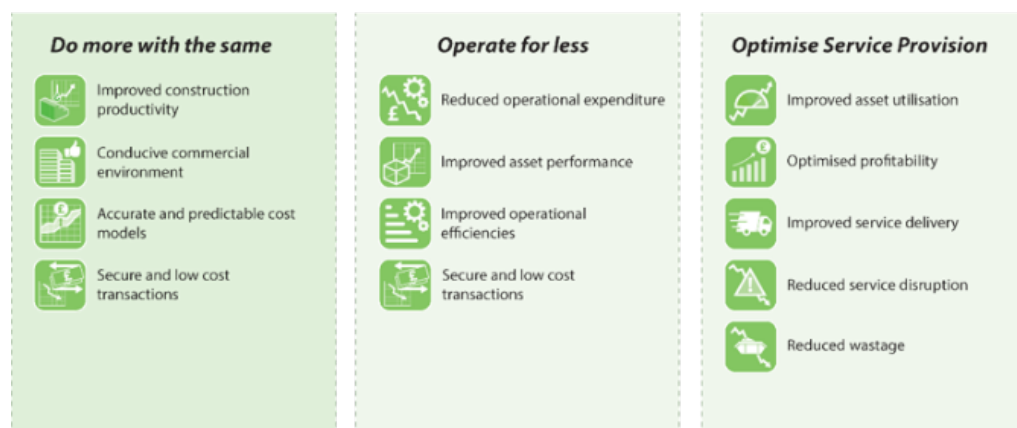 Do more with the same
Improved construction
productivity
Conducive commercial
environment
Accurate and predictable cost
models
Secure and low cost
transactions
Operate for less
£
Reduced operational expenditure
Improved asset performance
Improved operational
efficiencies
Secure and low cost
transactions
Optimise Service Provision
Improved asset utilisation
Optimised profitability
Improved service delivery
Reduced service disruption
Reduced wastage